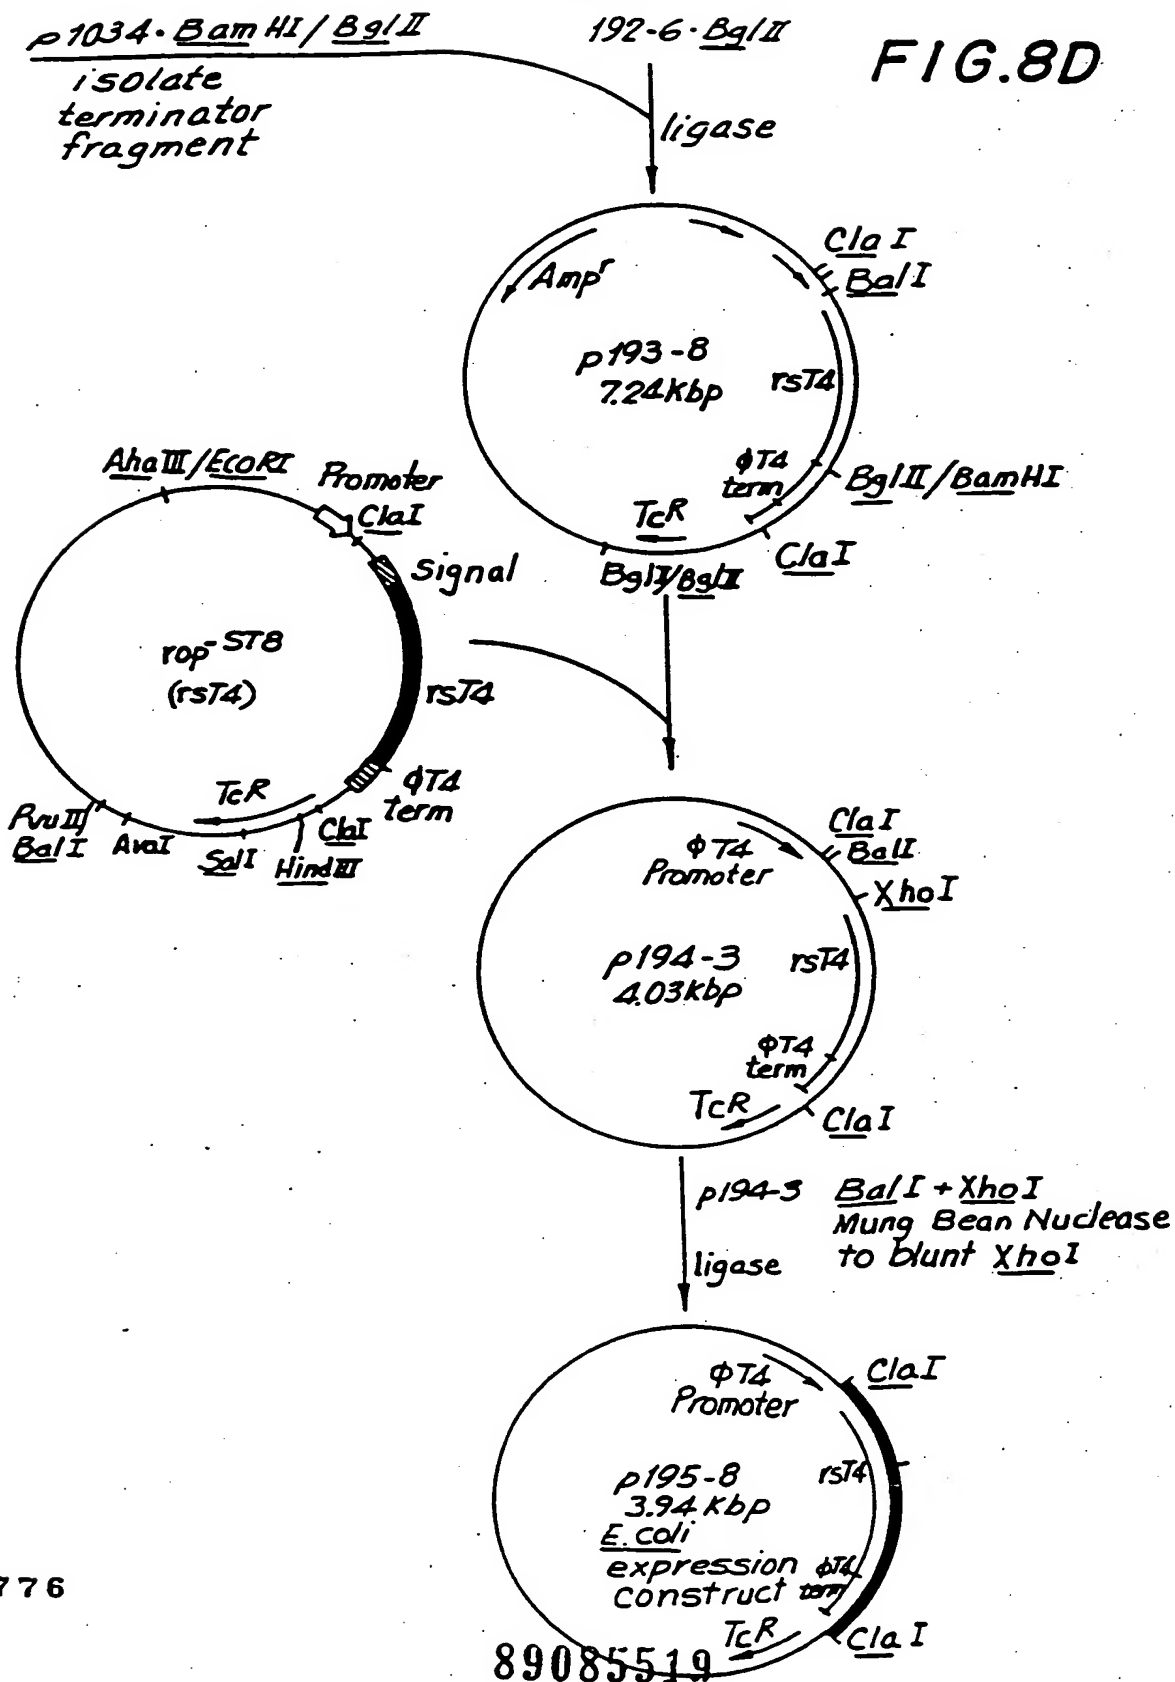 p1034·BamHI/BglII
isolate
terminator
fragment
192-6·BglII
FIG.8D
ligase
ClaI
BalI
Ampr
p193-8
7.24Kbp
rsT4
ΦT4
term
BglII/BamHI
TcR
ClaI
BglI/BglII
AhaIII/EcoRI
Promoter
ClaI
Signal
rop-ST8
(rsT4)
rsT4
ΦT4
term
TcR
PvuII/
BalI
AvaI
SalI
HindIII
ClaI
ΦT4
Promoter
ClaI
BalI
XhoI
p194-3
4.03Kbp
rsT4
ΦT4
term
TcR
ClaI
p194-3 BalI + XhoI
Mung Bean Nuclease
to blunt XhoI
ligase
ΦT4
Promoter
ClaI
p195-8
3.94 Kbp
E. coli
expression
construct
rsT4
ΦT4
term
TcR
ClaI
776
89085519